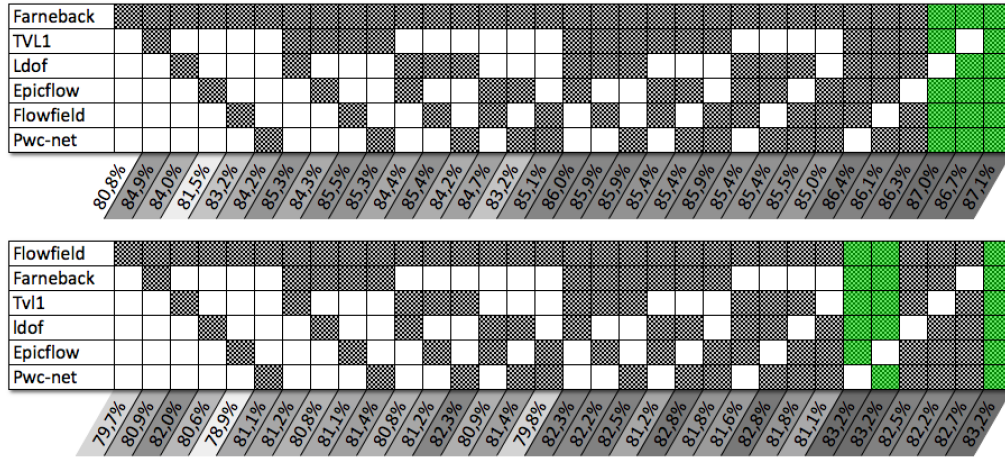 Farneback
TVL1
Ldof
Epicflow
Flowfield
Pwc-net
80,8% 84,9% 84,0% 81,5% 83,2% 84,2% 85,3% 84,3% 85,5% 85,3% 84,4% 85,4% 84,2% 84,7% 83,2% 85,1% 86,0% 85,9% 85,9% 85,4% 85,4% 85,9% 85,4% 85,4% 85,5% 85,0% 86,4% 86,1% 86,3% 87,0% 86,7% 87,3%
Flowfield
Farneback
Tvl1
ldof
Epicflow
Pwc-net
79,7% 80,9% 82,0% 80,6% 78,9% 81,1% 81,2% 80,8% 81,1% 81,4% 80,8% 81,2% 82,3% 80,9% 81,4% 79,8% 82,3% 82,2% 82,5% 81,2% 82,8% 81,8% 81,6% 82,8% 81,8% 81,1% 83,2% 83,2% 82,5% 82,2% 82,7% 83,2%